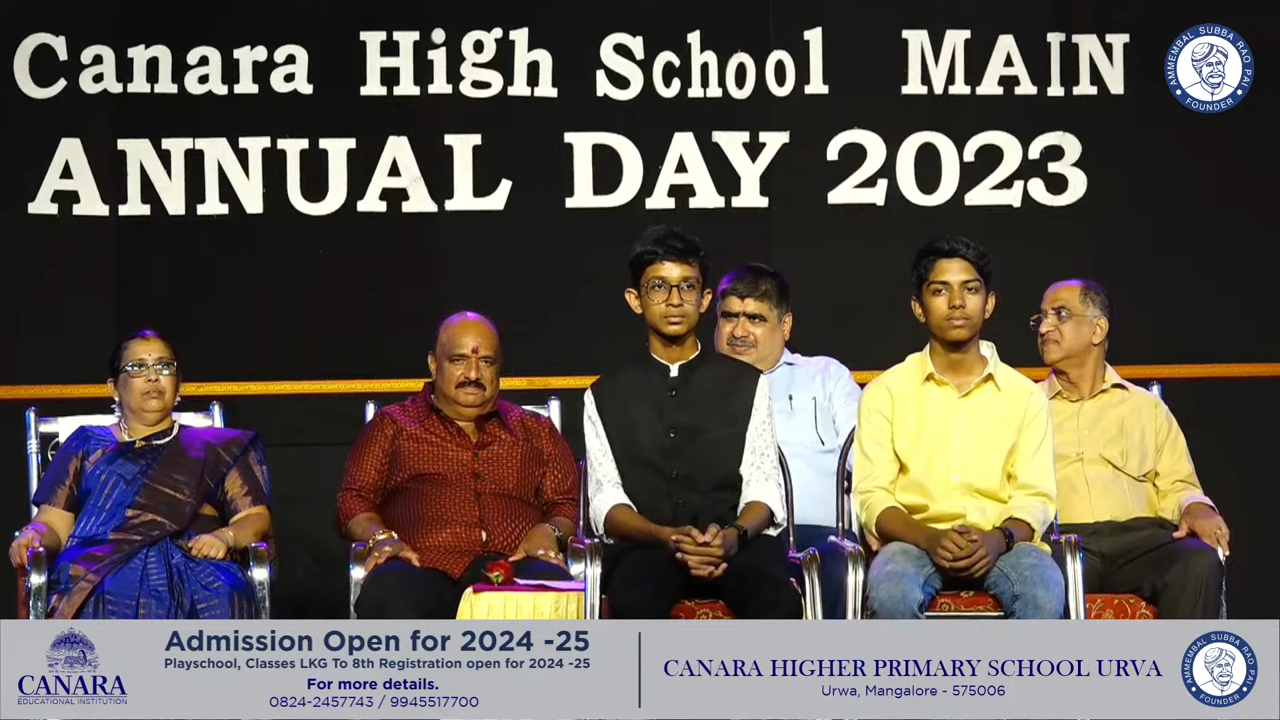 Canara High School MAIN
ANNUAL DAY 2023
AMMEMBAL SUBBA RAO PAI
FOUNDER
Admission Open for 2024 -25
Playschool, Classes LKG To 8th Registration open for 2024 -25
For more details.
0824-2457743 / 9945517700
CANARA
EDUCATIONAL INSTITUTION
CANARA HIGHER PRIMARY SCHOOL URVA
Urwa, Mangalore - 575006
AMMEMBAL SUBBA RAO PAI
FOUNDER